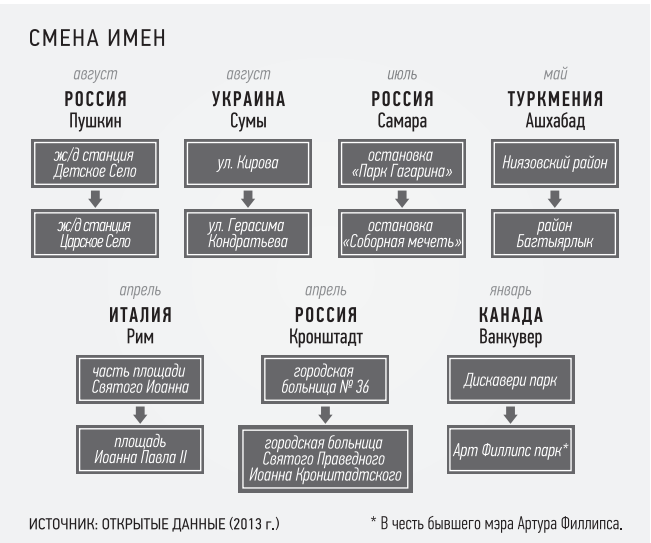 СМЕНА ИМЕН
август
РОССИЯ
Пушкин
ж/д станция
Детское Село
ж/д станция
Царское Село
август
УКРАИНА
Сумы
ул. Кирова
ул. Герасима
Кондратьева
июль
РОССИЯ
Самара
остановка
«Парк Гагарина»
остановка
«Соборная мечеть»
май
ТУРКМЕНИЯ
Ашхабад
Ниязовский район
район
Багтыярлык
апрель
ИТАЛИЯ
Рим
часть площади
Святого Иоанна
площадь
Иоанна Павла II
апрель
РОССИЯ
Кронштадт
городская
больница № 36
городская больница
Святого Праведного
Иоанна Кронштадтского
январь
КАНАДА
Ванкувер
Дискавери парк
Арт Филлипс парк*
ИСТОЧНИК: ОТКРЫТЫЕ ДАННЫЕ (2013 г.)
* В честь бывшего мэра Артура Филлипса.